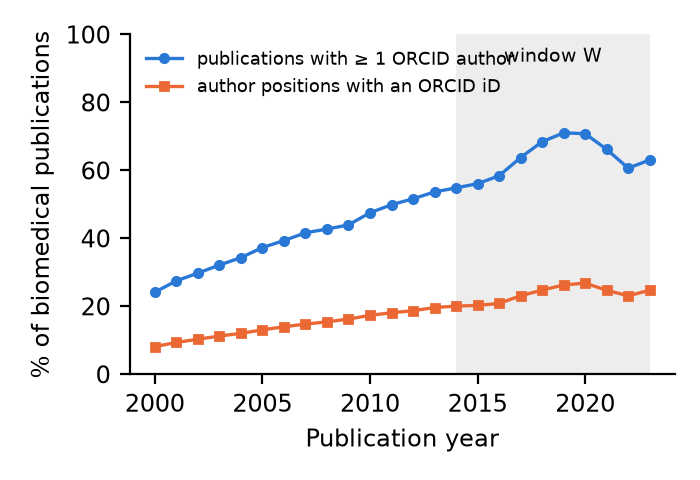 % of biomedical publications
100
80
60
40
20
0
publications with ≥ 1 ORCID author
window W
author positions with an ORCID iD
2000 2005 2010 2015 2020
Publication year